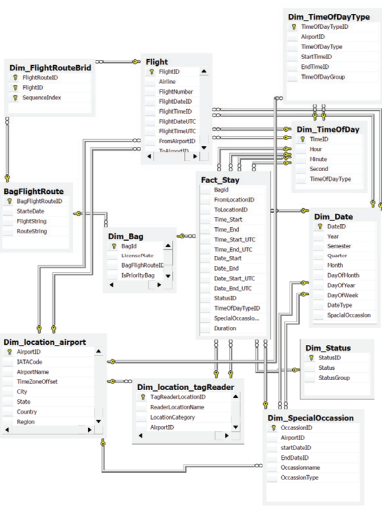 Dim_TimeOfDayType
TimeOfDayTypeID
AirportID
TimeOfDayType
StartTimeID
EndTimeID
TimeOfDayGroup
Dim_FlightRouteBrid
FlightRouteID
FlightID
SequenceIndex
Flight
FlightID
Airline
FlightNumber
FlightDateID
FlightTimeID
FlightDateUTC
FlightTimeUTC
FromAirportID
ToAirportID
Dim_TimeOfDay
TimeID
Hour
Minute
Second
TimeOfDayType
BagFlightRoute
BagFlightRouteID
StarteDate
FlightString
RouteString
Fact_Stay
BagId
FromLocationID
ToLocationID
Time_Start
Time_End
Time_Start_UTC
Time_End_UTC
Date_Start
Date_End
Date_Start_UTC
Date_End_UTC
StatusID
TimeOfDayTypeID
SpecialOccassio...
Duration
Dim_Bag
BagId
LicensePlate
BagFlightRouteID
IsPriorityBag
Dim_Date
DateID
Year
Semester
Quarter
Month
DayOfMonth
DayOfYear
DayOfWeek
DateType
SpecialOccassion
Dim_location_airport
AirportID
IATACode
AirportName
TimeZoneOffset
City
State
Country
Region
Dim_location_tagReader
TagReaderLocationID
ReaderLocationName
LocationCategory
AirportID
Dim_Status
StatusID
Status
StatusGroup
Dim_SpecialOccassion
OccassionID
AirportID
startDateID
EndDateID
Occassionname
OccassionType